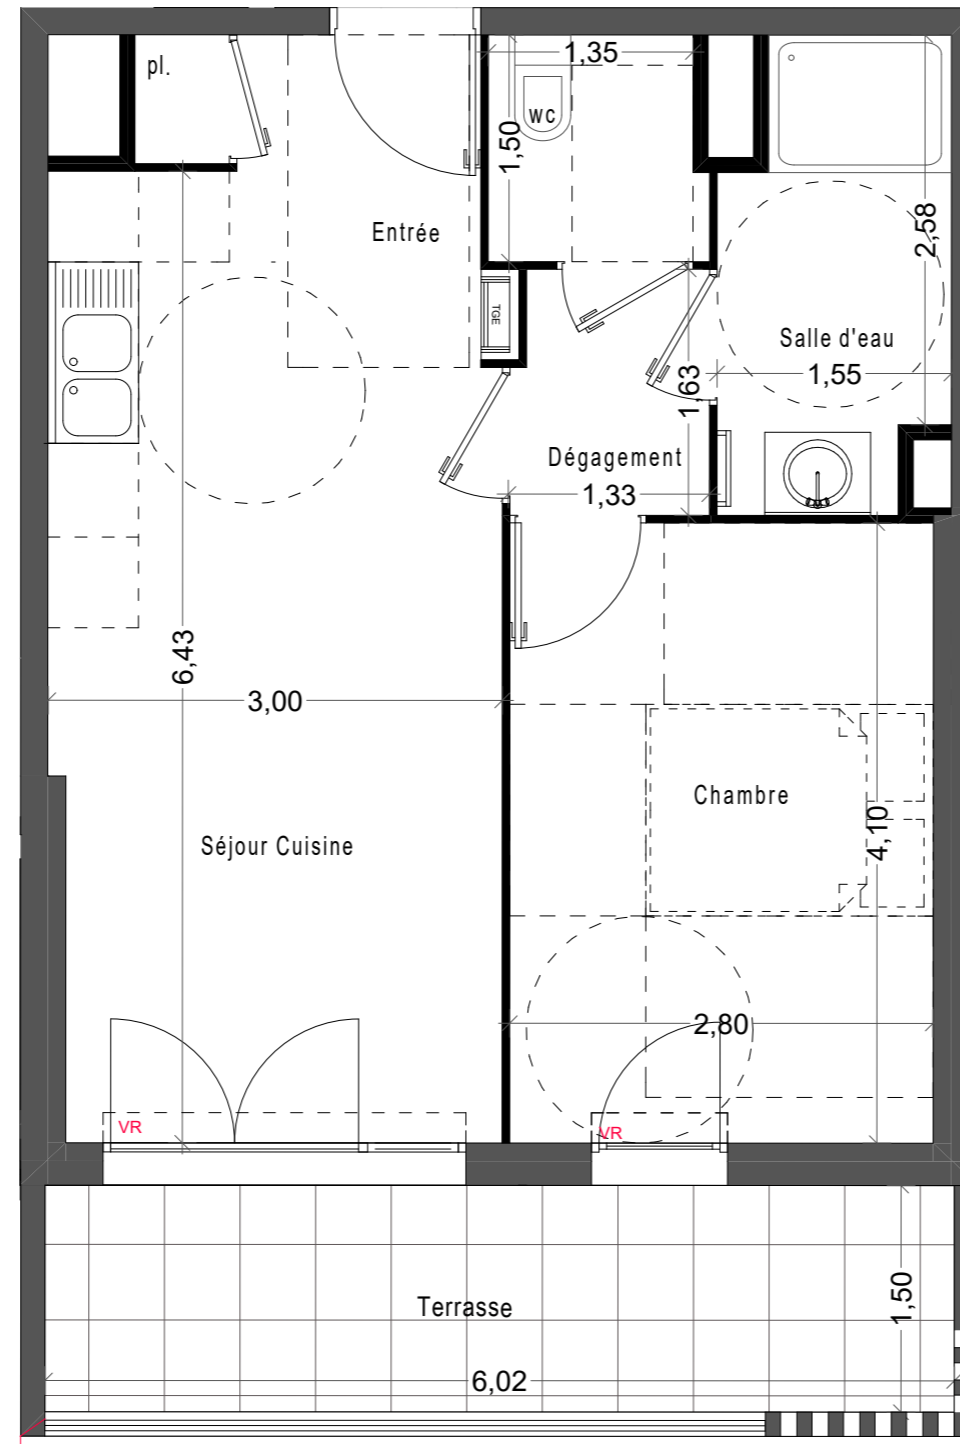 pl.
1,35
wc
1,50
Entrée
2,58
TGE
Salle d'eau
1,55
1,63
Dégagement
1,33
6,43
3,00
Chambre
4,10
Séjour Cuisine
2,80
VR
VR
Terrasse
1,50
6,02